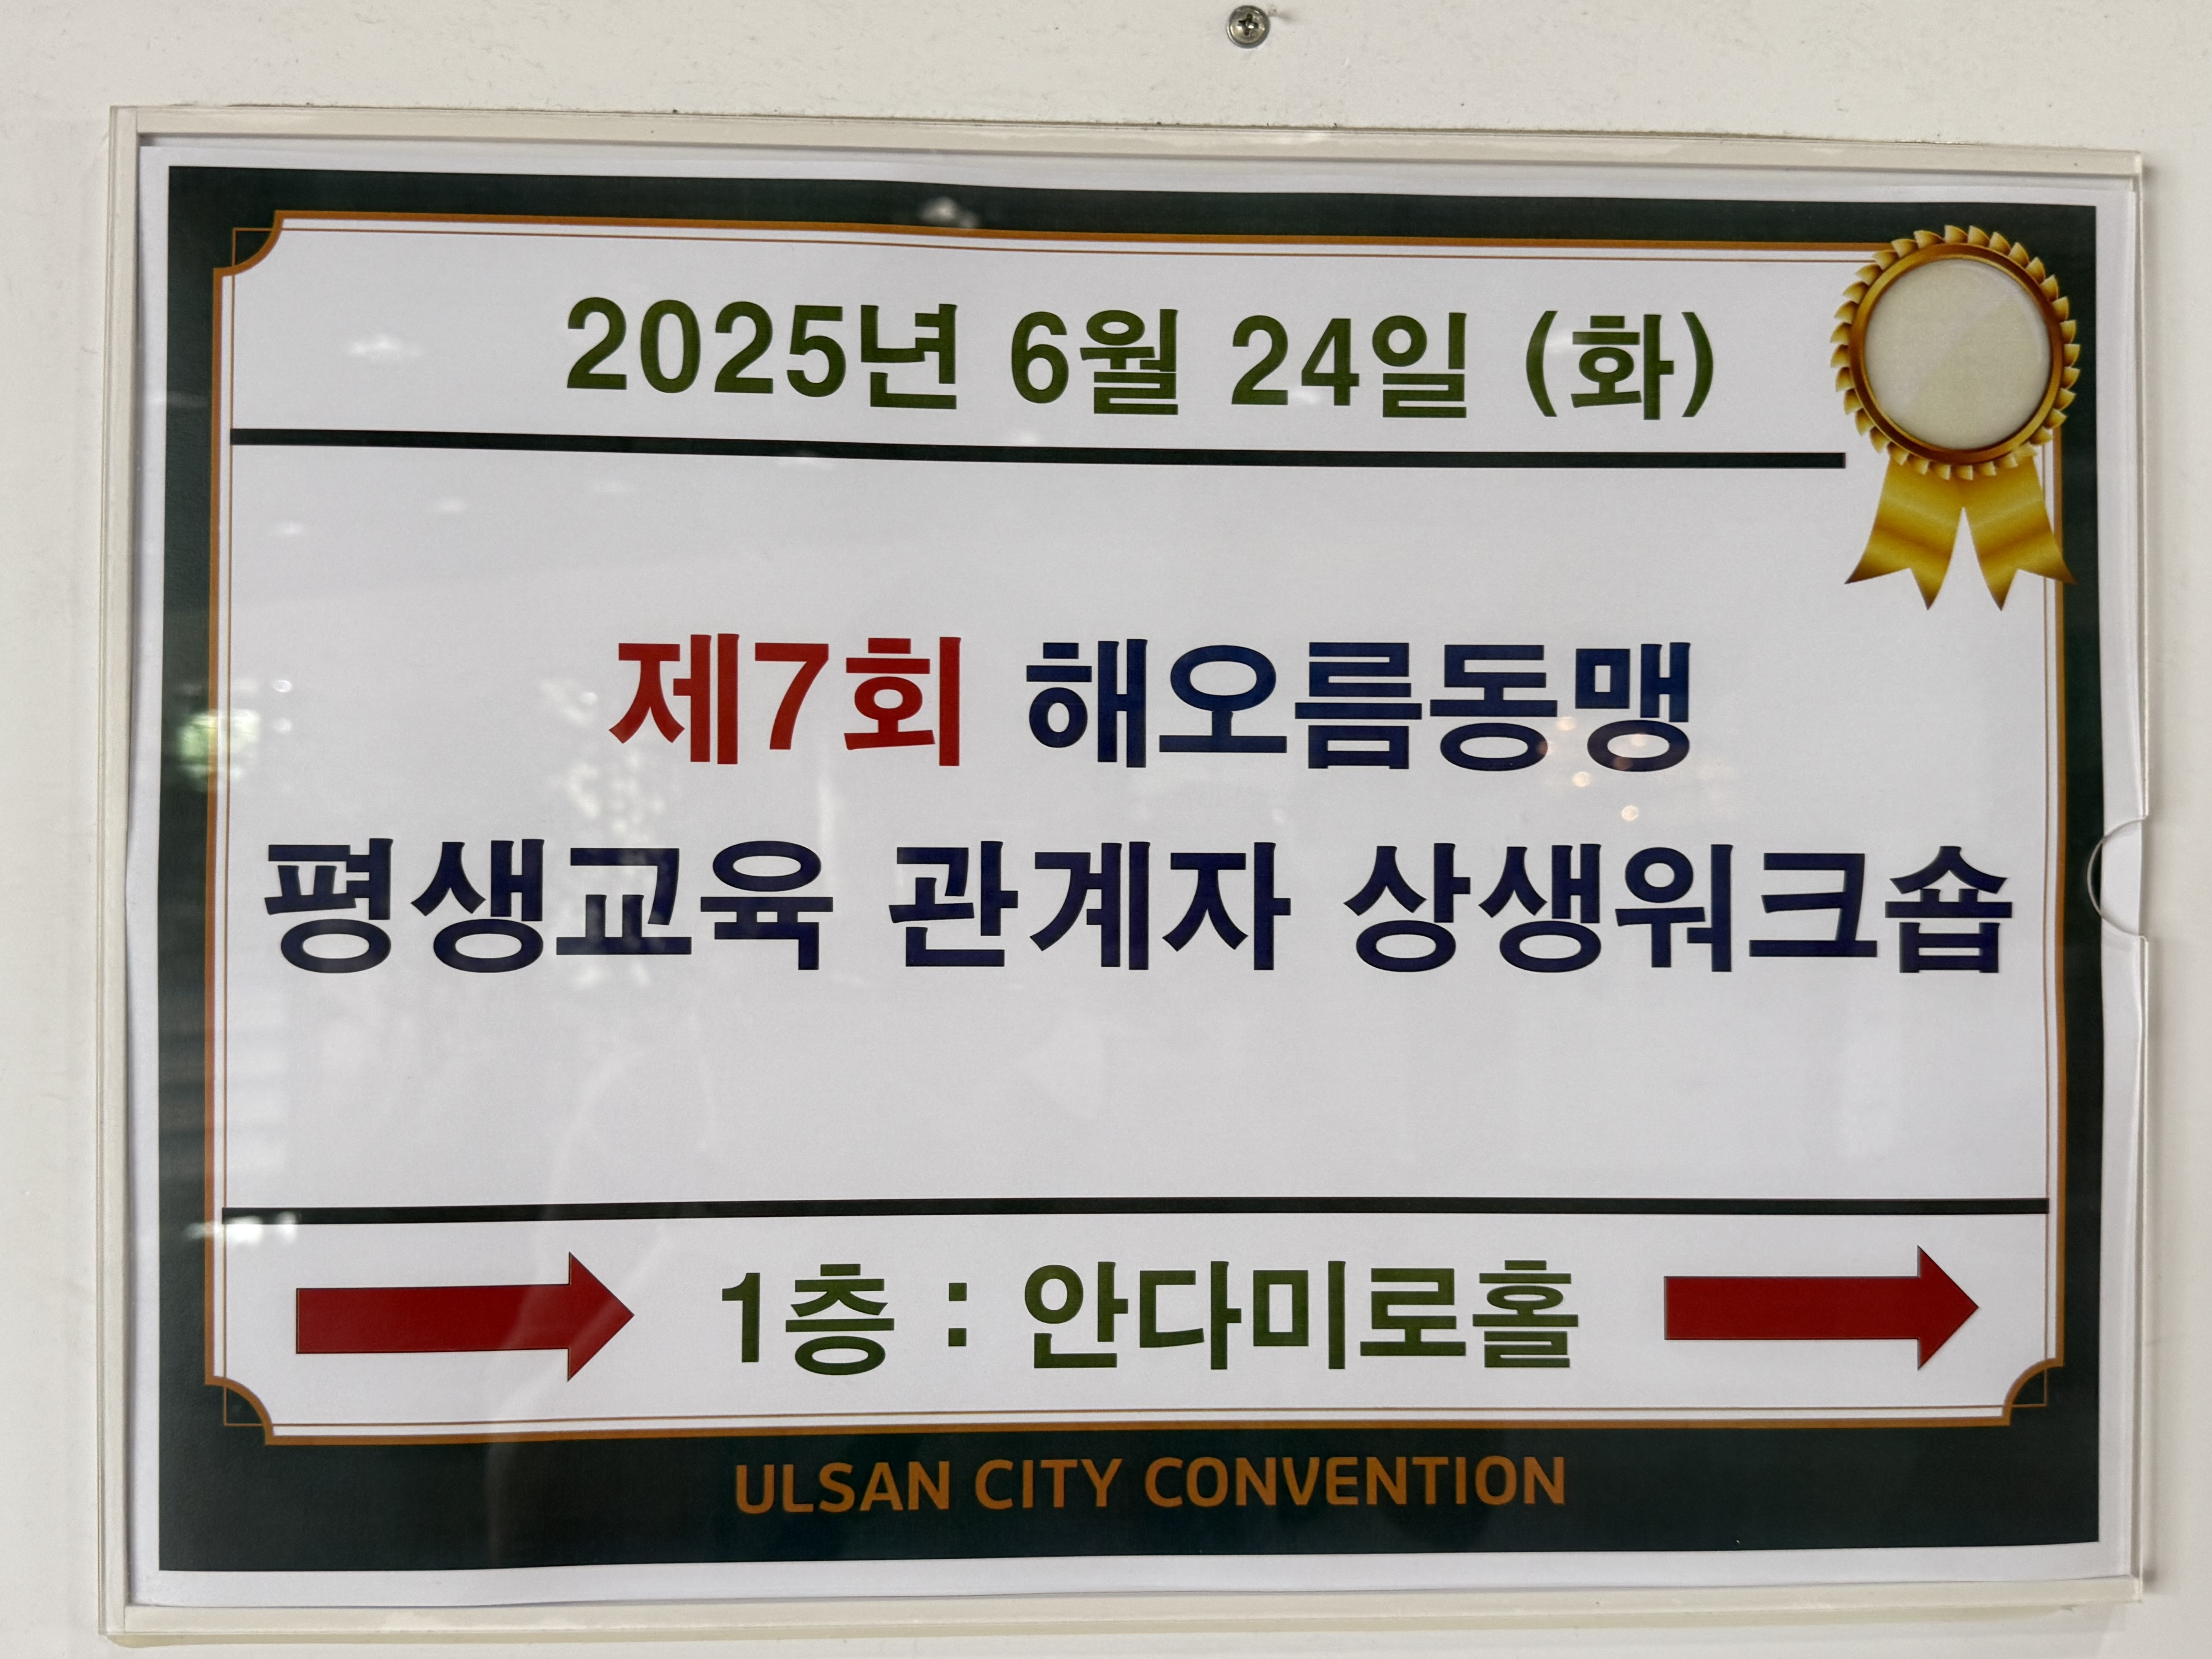 2025년 6월 24일 (화)
제7회 해오름동맹
평생교육 관계자 상생워크숍
1층 : 안다미로홀
ULSAN CITY CONVENTION